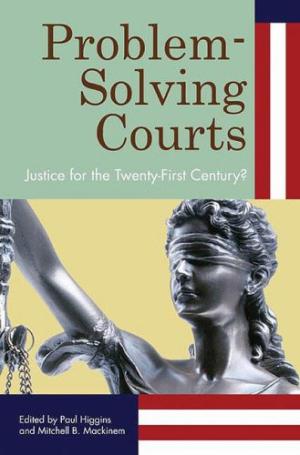 Problem-
Solving
Courts
Justice for the Twenty-First Century?
Edited by Paul Higgins
and Mitchell B. Mackinem